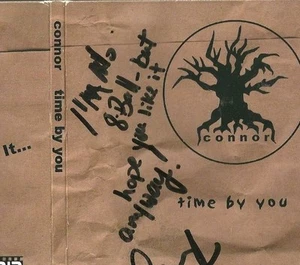 It...
connor time by you
I'm no
8-Ball - but
hope you like it
anyway.
connor
time by you